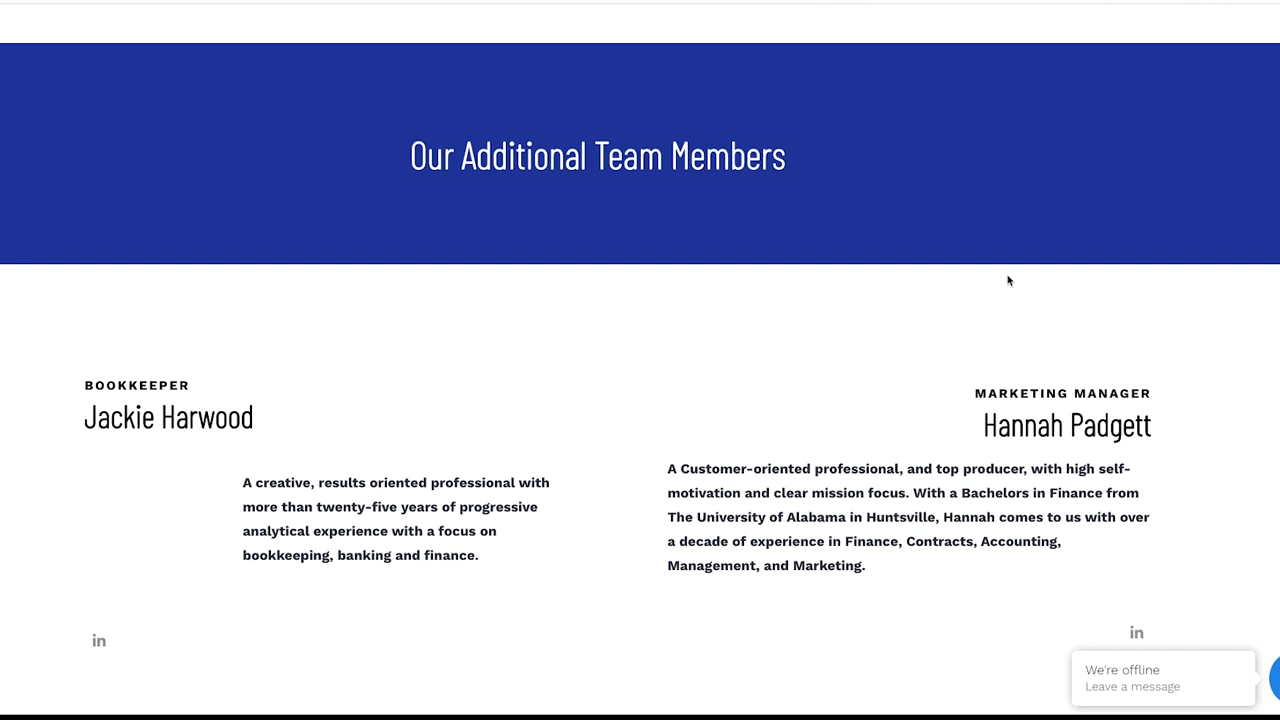 Our Additional Team Members
BOOKKEEPER
Jackie Harwood
A creative, results oriented professional with
more than twenty-five years of progressive
analytical experience with a focus on
bookkeeping, banking and finance.
in
MARKETING MANAGER
Hannah Padgett
A Customer-oriented professional, and top producer, with high self-
motivation and clear mission focus. With a Bachelors in Finance from
The University of Alabama in Huntsville, Hannah comes to us with over
a decade of experience in Finance, Contracts, Accounting,
Management, and Marketing.
in
We're offline
Leave a message